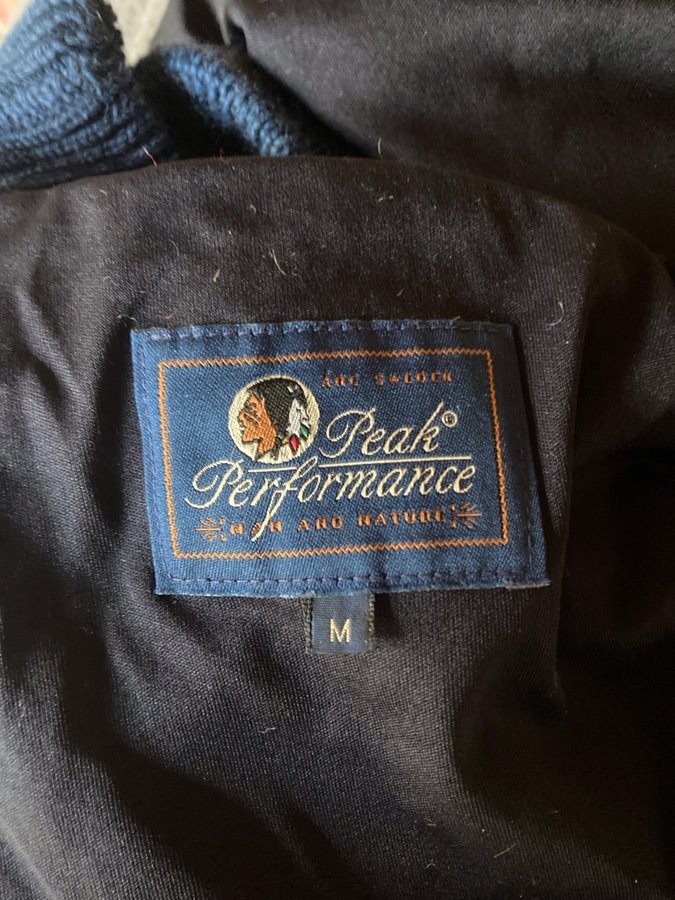 ÅRE SWEDEN
Peak®
Performance
MAN AND NATURE
M